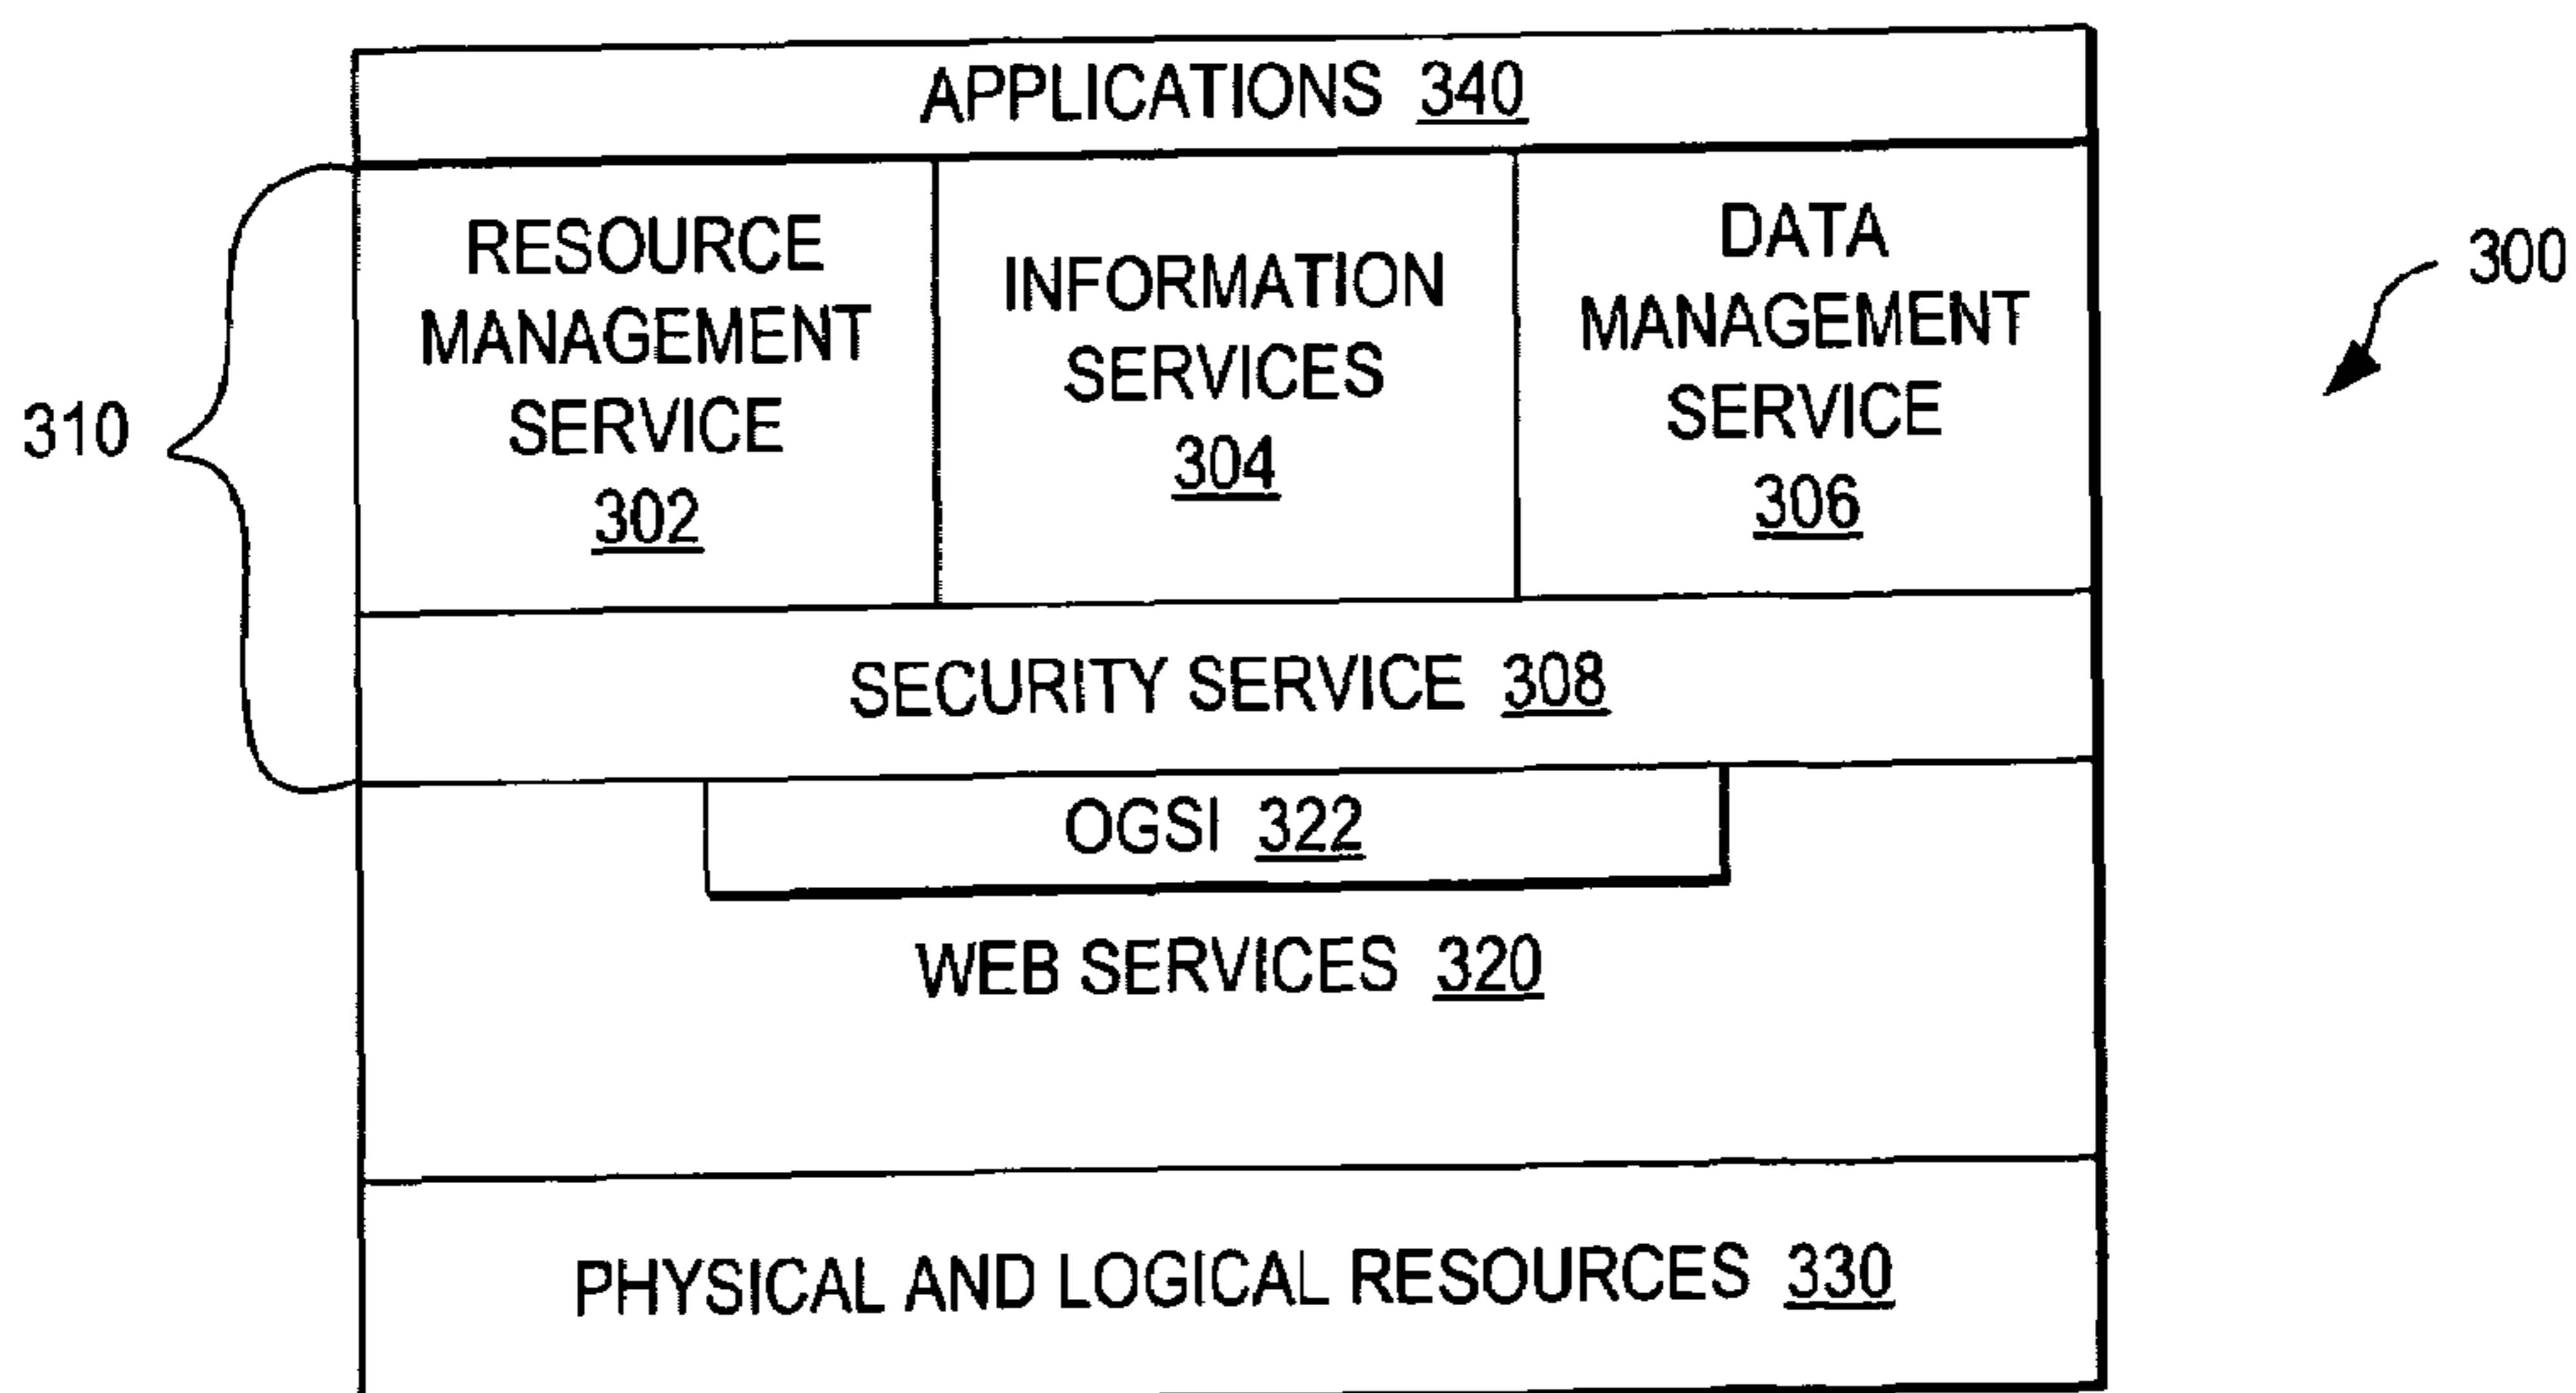 APPLICATIONS 340
RESOURCE
MANAGEMENT
SERVICE
302
INFORMATION
SERVICES
304
DATA
MANAGEMENT
SERVICE
306
300
310
SECURITY SERVICE 308
OGSI 322
WEB SERVICES 320
PHYSICAL AND LOGICAL RESOURCES 330